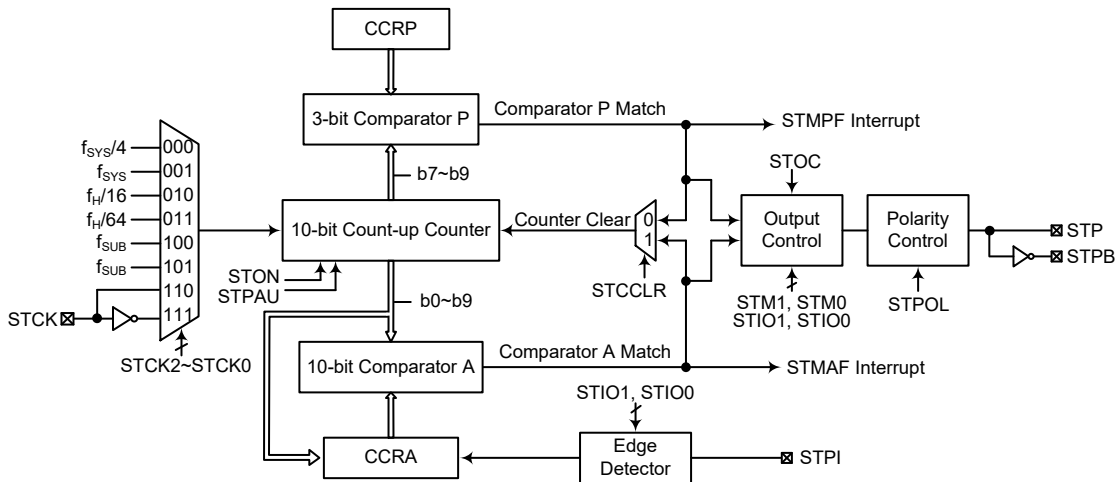 CCRP
3-bit Comparator P
Comparator P Match
STMPF Interrupt
b7~b9
fSYS/4
fSYS
fH/16
fH/64
fSUB
fSUB
000
001
010
011
100
101
110
111
STCK
STCK2~STCK0
10-bit Count-up Counter
STON
STPAU
Counter Clear
0
1
STCCLR
STOC
Output
Control
STM1, STM0
STIO1, STIO0
Polarity
Control
STPOL
STP
STPB
b0~b9
10-bit Comparator A
Comparator A Match
STMAF Interrupt
STIO1, STIO0
CCRA
Edge
Detector
STPI